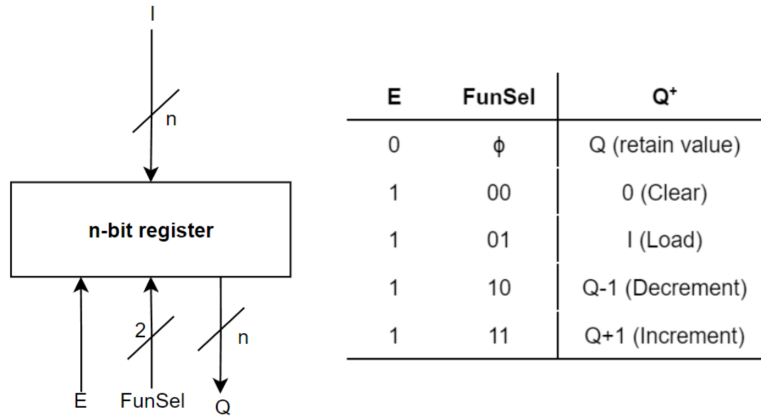 I
n
n-bit register
2
n
E FunSel Q
E FunSel Q⁺
0 ϕ Q (retain value)
1 00 0 (Clear)
1 01 I (Load)
1 10 Q-1 (Decrement)
1 11 Q+1 (Increment)